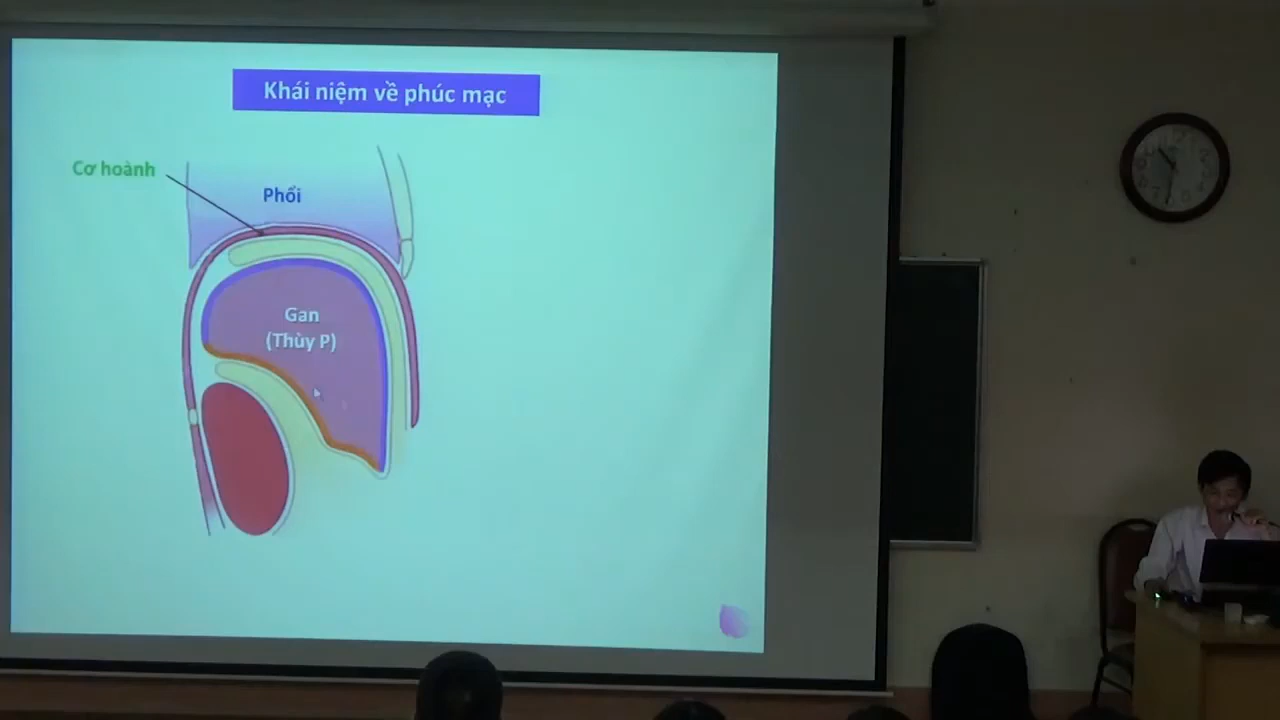 Khái niệm về phúc mạc
Cơ hoành
Phổi
Gan
(Thùy P)